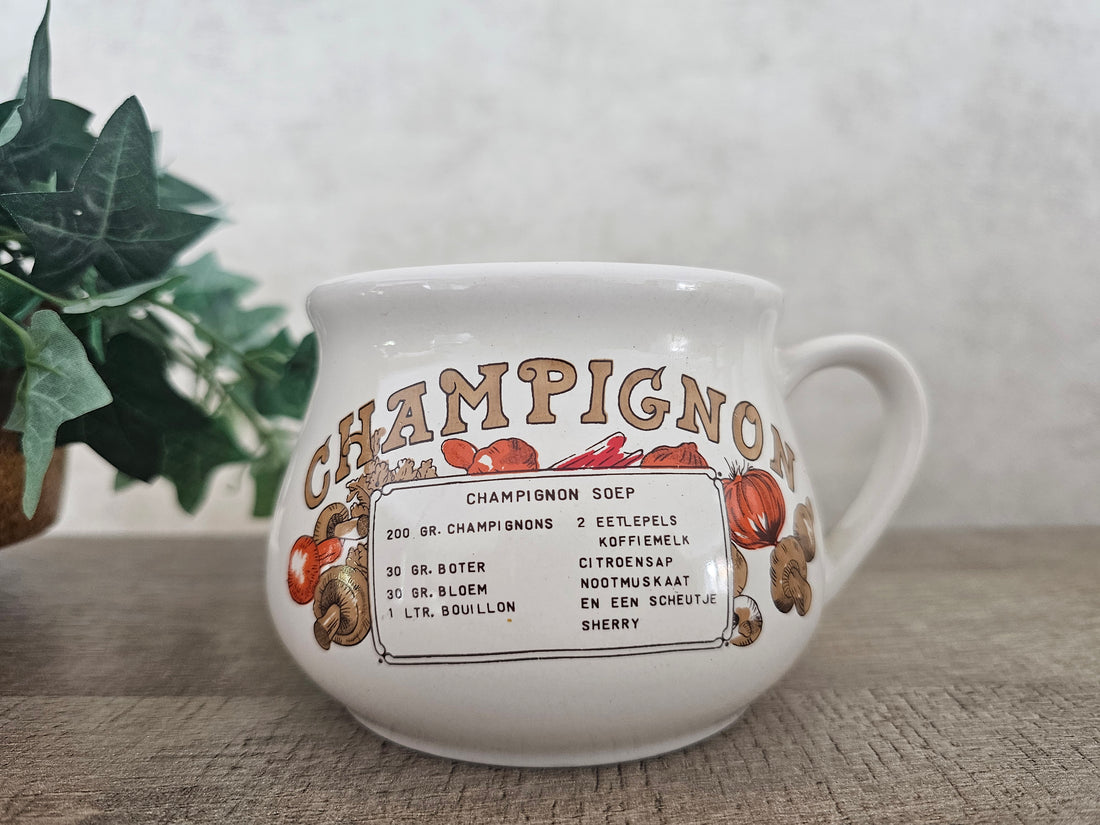 CHAMPIGNON
CHAMPIGNON SOEP
200 GR. CHAMPIGNONS
30 GR. BOTER
30 GR. BLOEM
1 LTR. BOUILLON
2 EETLEPELS
KOFFIEMELK
CITROENSAP
NOOTMUSKAAT
EN EEN SCHEUTJE
SHERRY